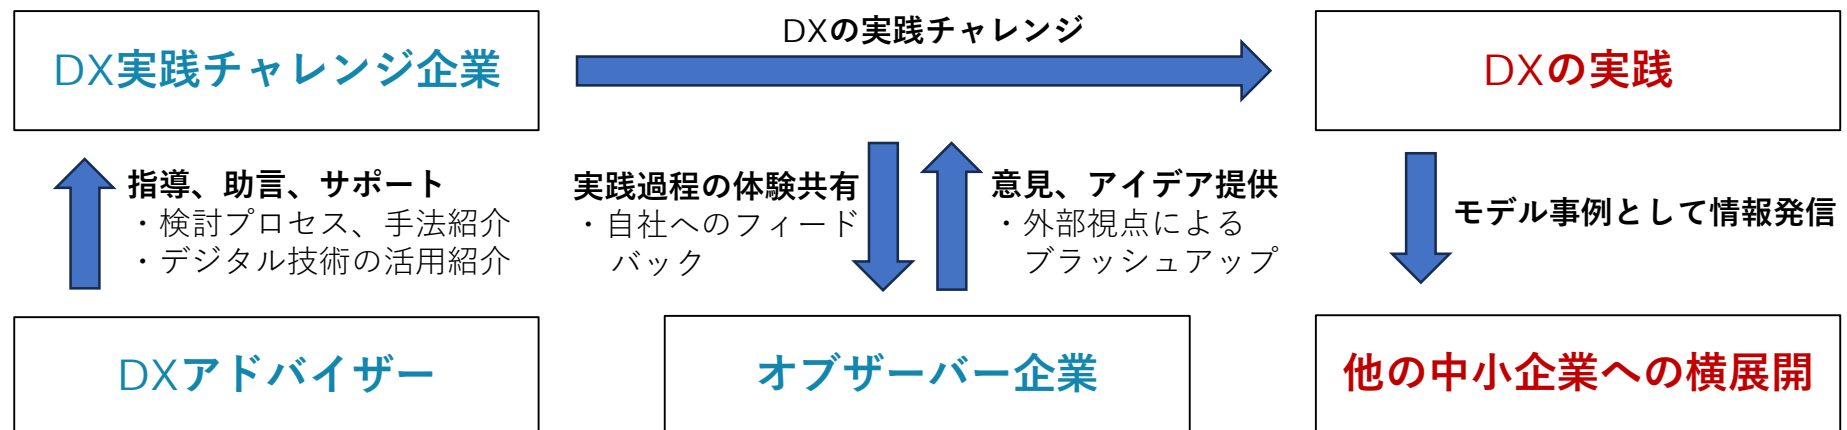 DXの実践チャレンジ
DX実践チャレンジ企業
DXの実践
指導、助言、サポート
・検討プロセス、手法紹介
・デジタル技術の活用紹介
実践過程の体験共有
・自社へのフィード
バック
意見、アイデア提供
・外部視点による
ブラッシュアップ
モデル事例として情報発信
DXアドバイザー
オブザーバー企業
他の中小企業への横展開